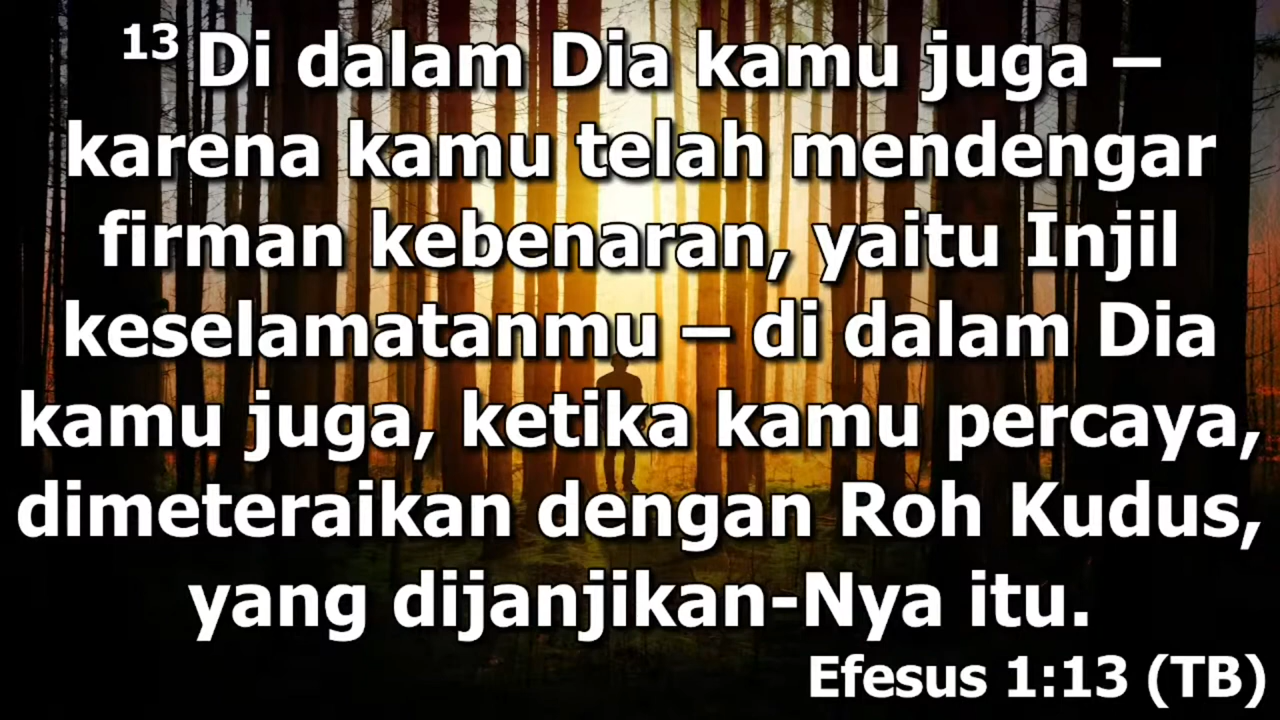 13 Di dalam Dia kamu juga –
karena kamu telah mendengar
firman kebenaran, yaitu Injil
keselamatanmu – di dalam Dia
kamu juga, ketika kamu percaya,
dimeteraikan dengan Roh Kudus,
yang dijanjikan-Nya itu.
Efesus 1:13 (TB)